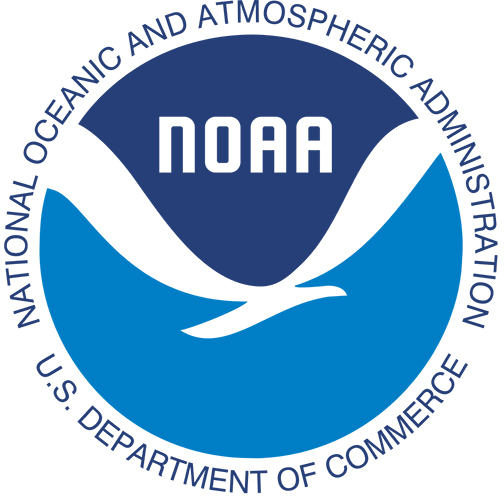 NATIONAL OCEANIC AND ATMOSPHERIC ADMINISTRATION
NOAA
U.S. DEPARTMENT OF COMMERCE